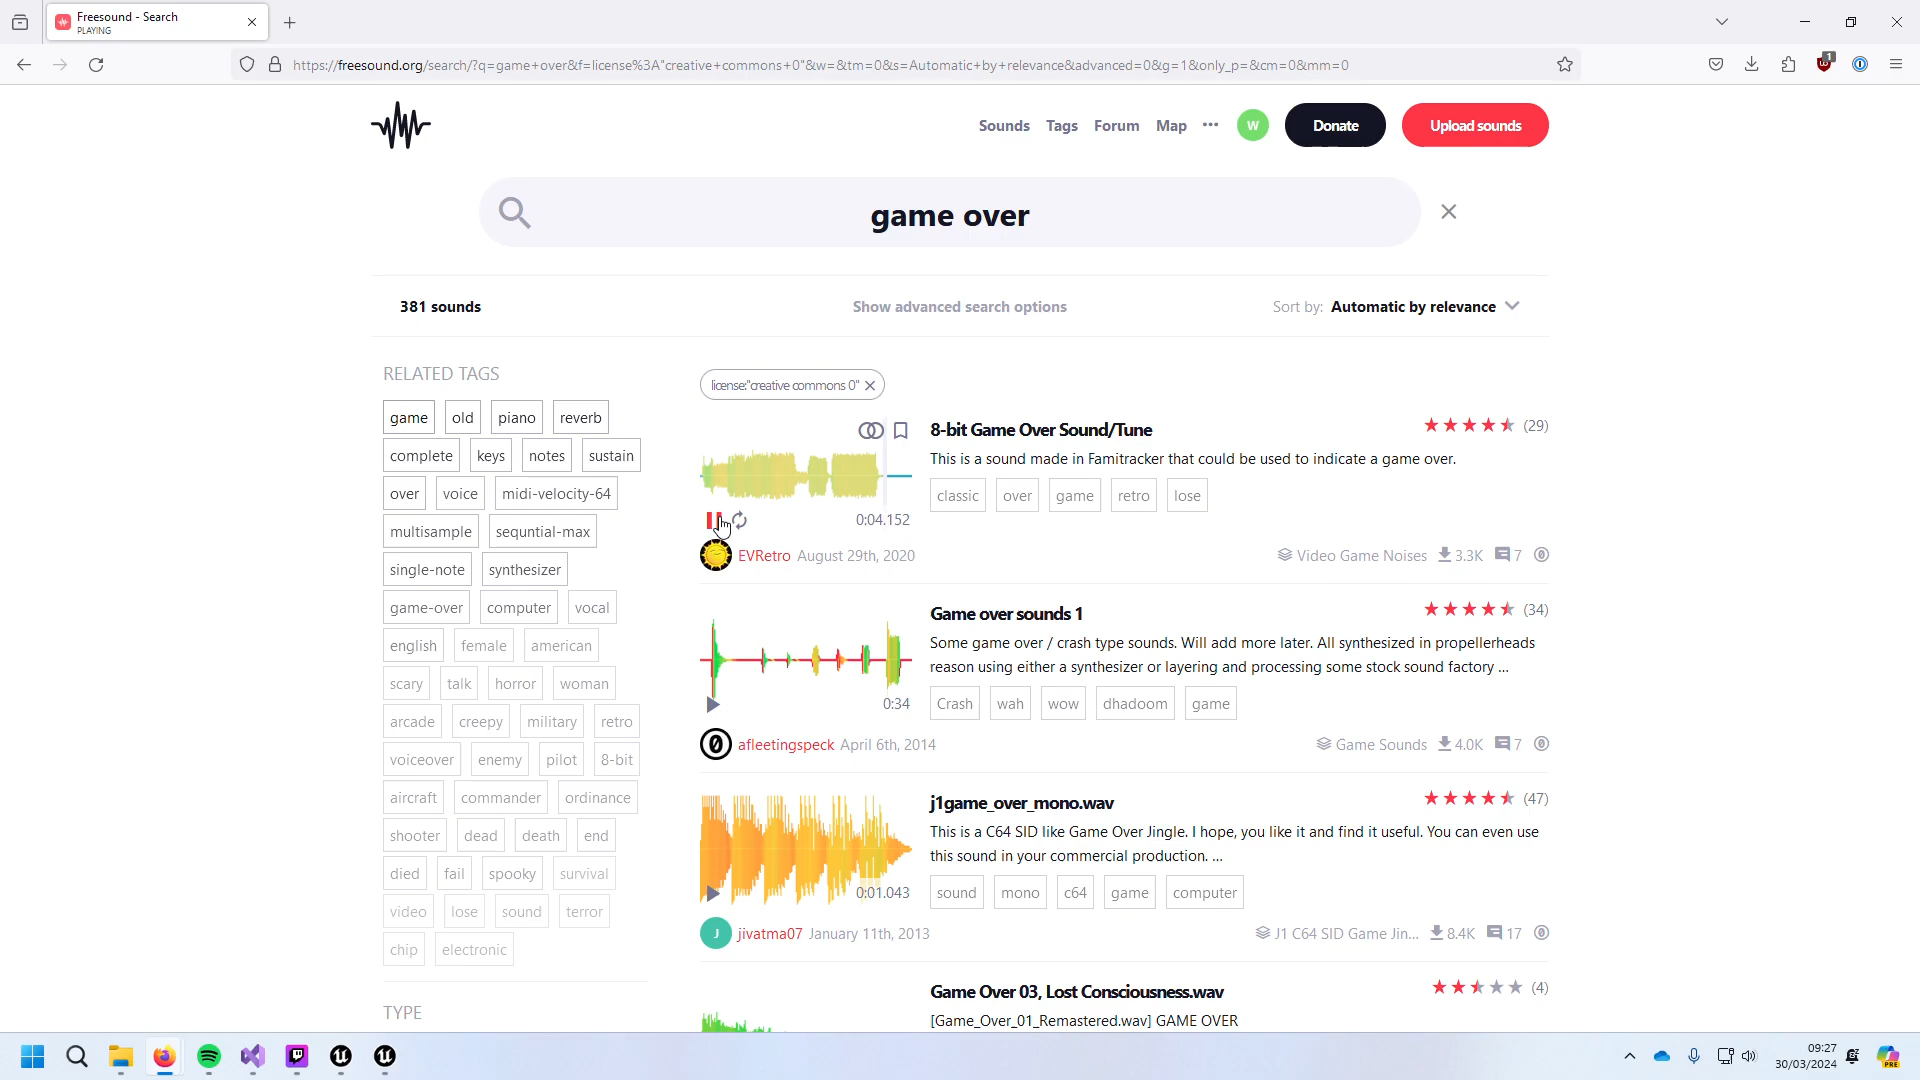 Freesound - Search
PLAYING
https://freesound.org/search/?q=game+over&f=license%3A"creative+commons+0"&w=&tm=0&s=Automatic+by+relevance&advanced=0&g=1&only_p=&cm=0&mm=0
1
Sounds Tags Forum Map ••• W Donate Upload sounds
game over
381 sounds Show advanced search options Sort by: Automatic by relevance
RELATED TAGS
game old piano reverb
complete keys notes sustain
over voice midi-velocity-64
multisample sequntial-max
single-note synthesizer
game-over computer vocal
english female american
scary talk horror woman
arcade creepy military retro
voiceover enemy pilot 8-bit
aircraft commander ordinance
shooter dead death end
died fail spooky survival
video lose sound terror
chip electronic
TYPE
license:"creative commons 0"
8-bit Game Over Sound/Tune (29)
This is a sound made in Famitracker that could be used to indicate a game over.
classic over game retro lose
0:04.152
EVRetro August 29th, 2020 Video Game Noises 3.3K 7
Game over sounds 1 (34)
Some game over / crash type sounds. Will add more later. All synthesized in propellerheads
reason using either a synthesizer or layering and processing some stock sound factory ...
0:34 Crash wah wow dhadoom game
afleetingspeck April 6th, 2014 Game Sounds 4.0K 7
j1game_over_mono.wav (47)
This is a C64 SID like Game Over Jingle. I hope, you like it and find it useful. You can even use
this sound in your commercial production. ...
0:01.043 sound mono c64 game computer
J jivatma07 January 11th, 2013 J1 C64 SID Game Jin... 8.4K 17
Game Over 03, Lost Consciousness.wav (4)
[Game_Over_01_Remastered.wav] GAME OVER
09:27
30/03/2024
PRE